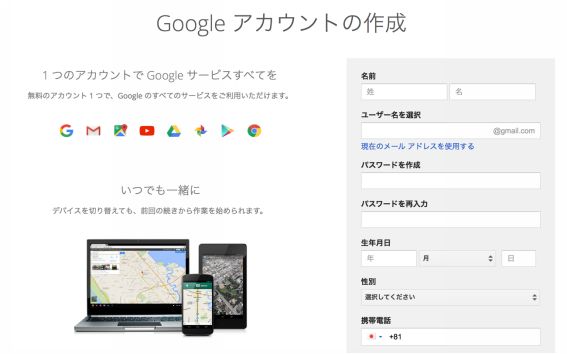 Google アカウントの作成
1 つのアカウントで Google サービスすべてを
無料のアカウント 1 つで、Google のすべてのサービスをご利用いただけます。
いつでも一緒に
デバイスを切り替えても、前回の続きから作業を始められます。
名前
姓 名
ユーザー名を選択
@gmail.com
現在のメール アドレスを使用する
パスワードを作成
パスワードを再入力
生年月日
年 月 日
性別
選択してください
携帯電話
+81